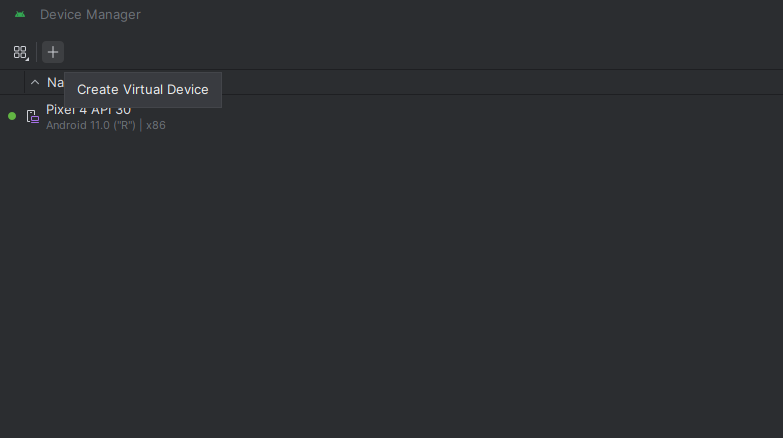 Device Manager
Na
Create Virtual Device
Pixel 4 API 30
Android 11.0 ("R") | x86